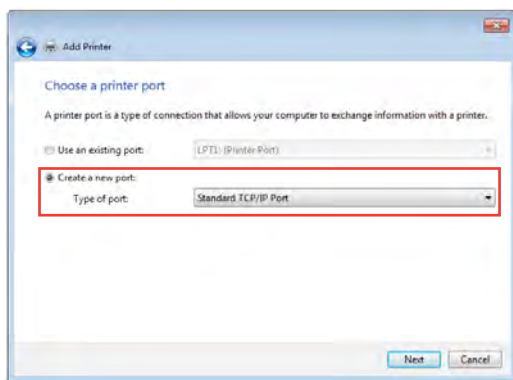 Add Printer
Choose a printer port
A printer port is a type of connection that allows your computer to exchange information with a printer.
Use an existing port: LPT1: (Printer Port)
Create a new port:
Type of port: Standard TCP/IP Port
Next Cancel